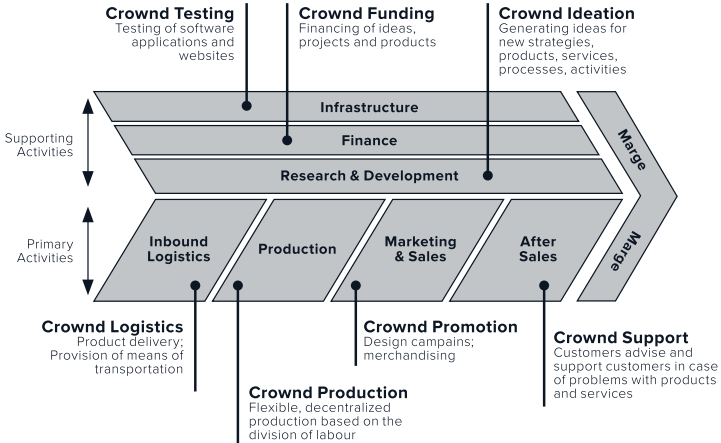 Crownd Testing
Testing of software
applications and
websites
Crownd Funding
Financing of ideas,
projects and products
Crownd Ideation
Generating ideas for
new strategies,
products, services,
processes, activities
Supporting
Activities
Infrastructure
Finance
Research & Development
Marge
Primary
Activities
Inbound
Logistics
Production
Marketing
& Sales
After
Sales
Marge
Crownd Logistics
Product delivery;
Provision of means of
transportation
Crownd Production
Flexible, decentralized
production based on the
division of labour
Crownd Promotion
Design campains;
merchandising
Crownd Support
Customers advise and
support customers in case
of problems with products
and services